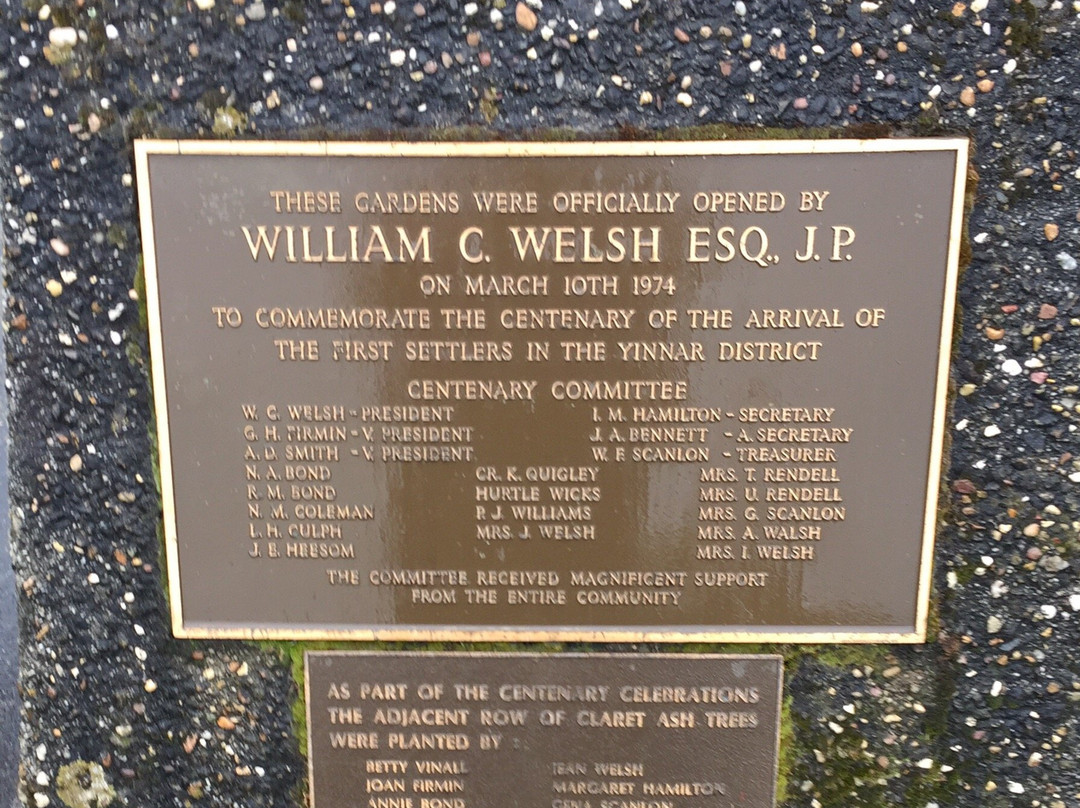 THESE GARDENS WERE OFFICIALLY OPENED BY
WILLIAM C. WELSH ESQ., J.P.
ON MARCH 10TH 1974
TO COMMEMORATE THE CENTENARY OF THE ARRIVAL OF
THE FIRST SETTLERS IN THE YINNAR DISTRICT
CENTENARY COMMITTEE
W. C. WELSH - PRESIDENT I. M. HAMILTON - SECRETARY
G. H. FIRMIN - V. PRESIDENT J. A. BENNETT - A. SECRETARY
A. D. SMITH - V. PRESIDENT W. F. SCANLON - TREASURER
N. A. BOND CR. K. QUIGLEY MRS. T. RENDELL
R. M. BOND HURTLE WICKS MRS. U. RENDELL
N. M. COLEMAN P. J. WILLIAMS MRS. G. SCANLON
L. H. CULPH MRS. J. WELSH MRS. A. WALSH
J. E. HEESOM MRS. I. WELSH
THE COMMITTEE RECEIVED MAGNIFICENT SUPPORT
FROM THE ENTIRE COMMUNITY
AS PART OF THE CENTENARY CELEBRATIONS
THE ADJACENT ROW OF CLARET ASH TREES
WERE PLANTED BY :
BETTY VINALL JEAN WELSH
JOAN FIRMIN MARGARET HAMILTON
ANNIE BOND GENA SCANLON